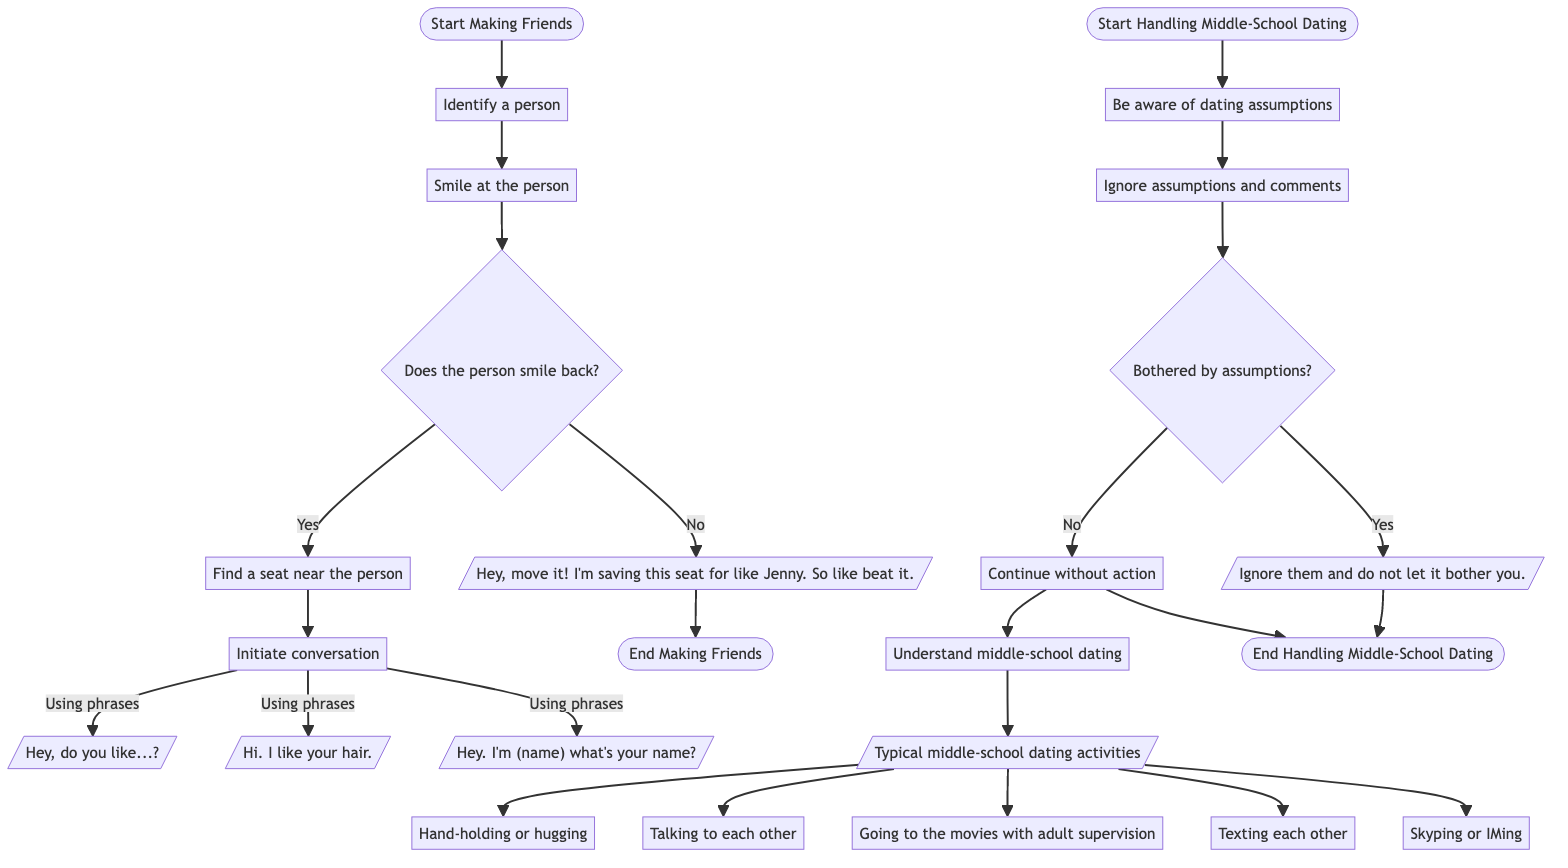 Start Making Friends
Start Handling Middle-School Dating
Identify a person
Be aware of dating assumptions
Smile at the person
Ignore assumptions and comments
Does the person smile back?
Bothered by assumptions?
Yes
No
No
Yes
Find a seat near the person
Hey, move it! I'm saving this seat for like Jenny. So like beat it.
Continue without action
Ignore them and do not let it bother you.
Initiate conversation
End Making Friends
Understand middle-school dating
End Handling Middle-School Dating
Using phrases
Using phrases
Using phrases
Hey, do you like...?
Hi. I like your hair.
Hey. I'm (name) what's your name?
Typical middle-school dating activities
Hand-holding or hugging
Talking to each other
Going to the movies with adult supervision
Texting each other
Skyping or IMing